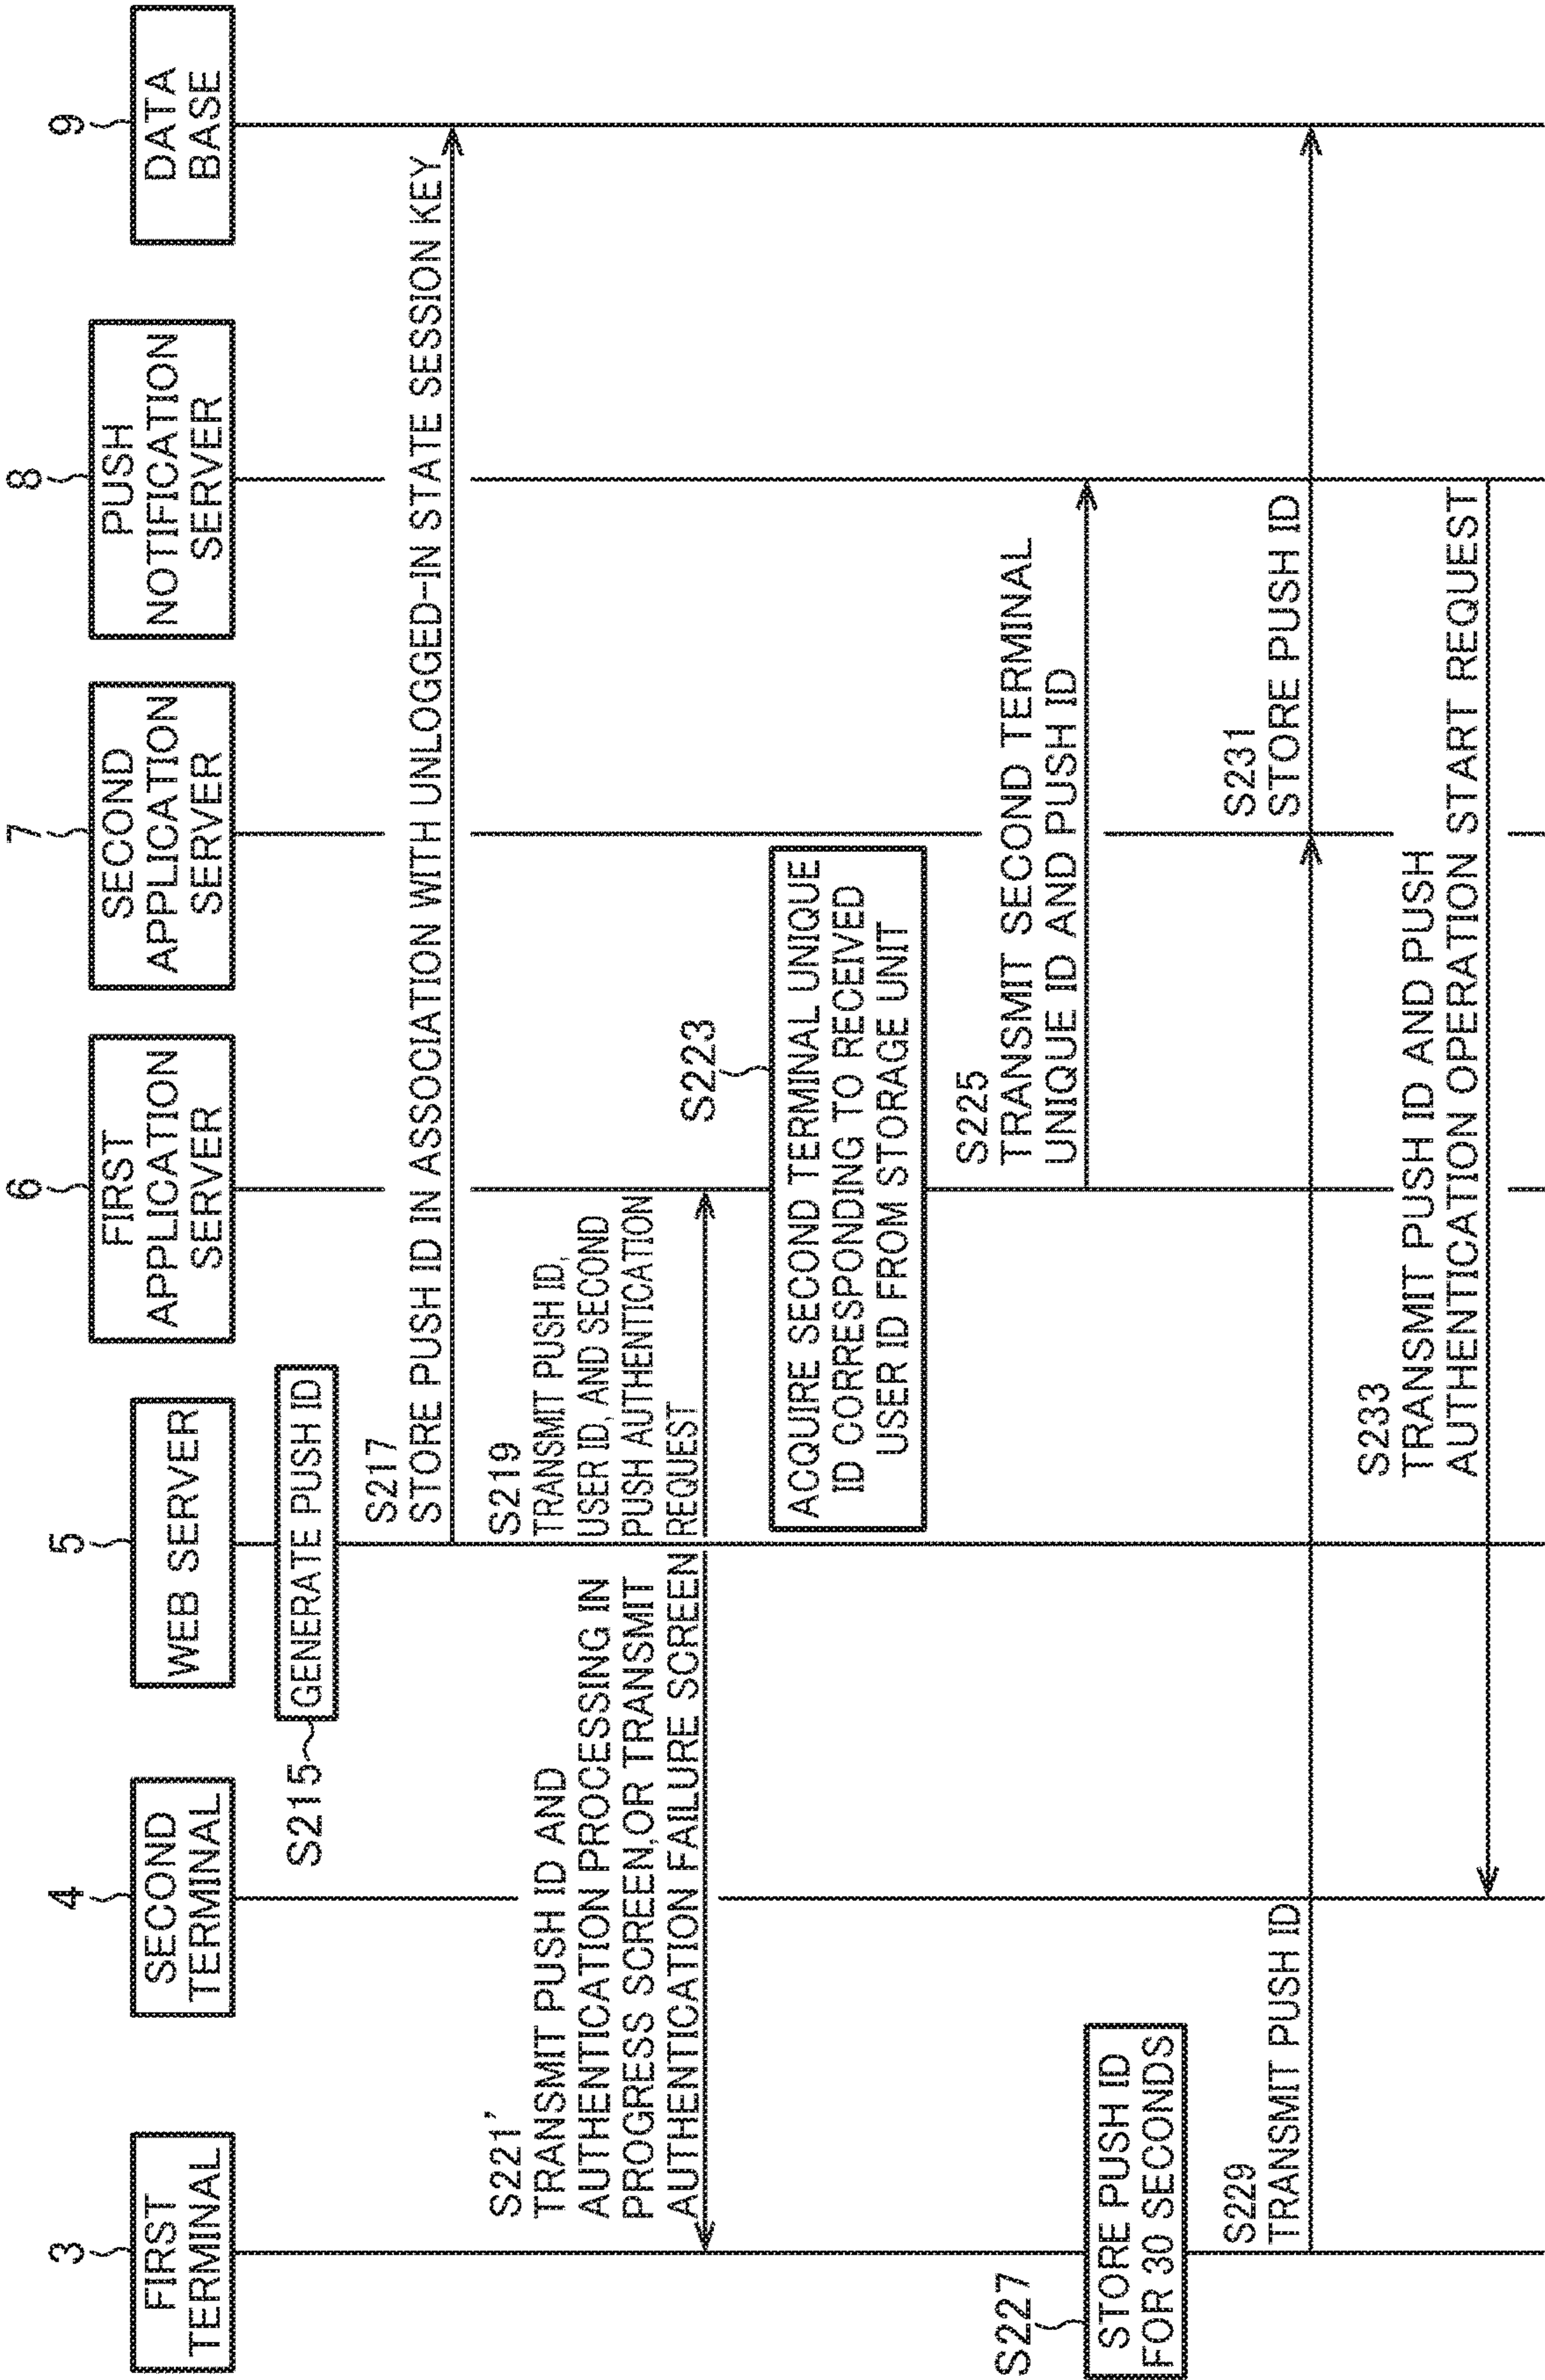 3
FIRST
TERMINAL
4
SECOND
TERMINAL
5
WEB SERVER
6
FIRST
APPLICATION
SERVER
7
SECOND
APPLICATION
SERVER
8
PUSH
NOTIFICATION
SERVER
9
DATA
BASE
S215
GENERATE PUSH ID
S217
STORE PUSH ID IN ASSOCIATION WITH UNLOGGED-IN STATE SESSION KEY
S219
TRANSMIT PUSH ID,
USER ID, AND SECOND
PUSH AUTHENTICATION
REQUEST
S221'
TRANSMIT PUSH ID AND
AUTHENTICATION PROCESSING IN
PROGRESS SCREEN,OR TRANSMIT
AUTHENTICATION FAILURE SCREEN
S223
ACQUIRE SECOND TERMINAL UNIQUE
ID CORRESPONDING TO RECEIVED
USER ID FROM STORAGE UNIT
S225
TRANSMIT SECOND TERMINAL
UNIQUE ID AND PUSH ID
S227
STORE PUSH ID
FOR 30 SECONDS
S229
TRANSMIT PUSH ID
S231
STORE PUSH ID
S233
TRANSMIT PUSH ID AND PUSH
AUTHENTICATION OPERATION START REQUEST